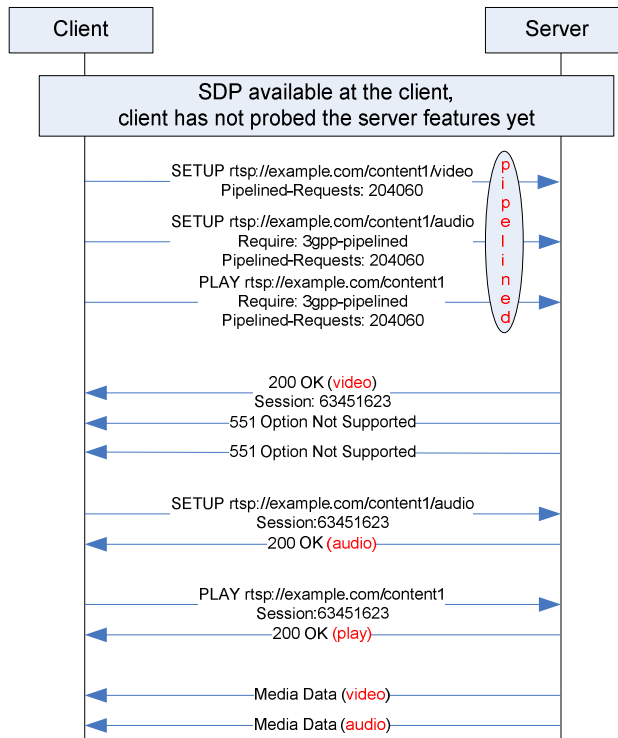 Client
Server
SDP available at the client,
client has not probed the server features yet
SETUP rtsp://example.com/content1/video
Pipelined-Requests: 204060
SETUP rtsp://example.com/content1/audio
Require: 3gpp-pipelined
Pipelined-Requests: 204060
PLAY rtsp://example.com/content1
Require: 3gpp-pipelined
Pipelined-Requests: 204060
pipelined
200 OK (video)
Session: 63451623
551 Option Not Supported
551 Option Not Supported
SETUP rtsp://example.com/content1/audio
Session:63451623
200 OK (audio)
PLAY rtsp://example.com/content1
Session:63451623
200 OK (play)
Media Data (video)
Media Data (audio)